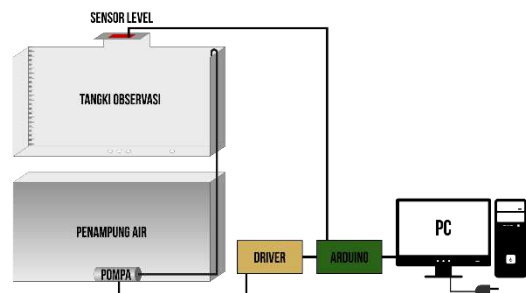 SENSOR LEVEL
TANGKI OBSERVASI
PENAMPUNG AIR
POMPA
DRIVER
ARDUINO
PC